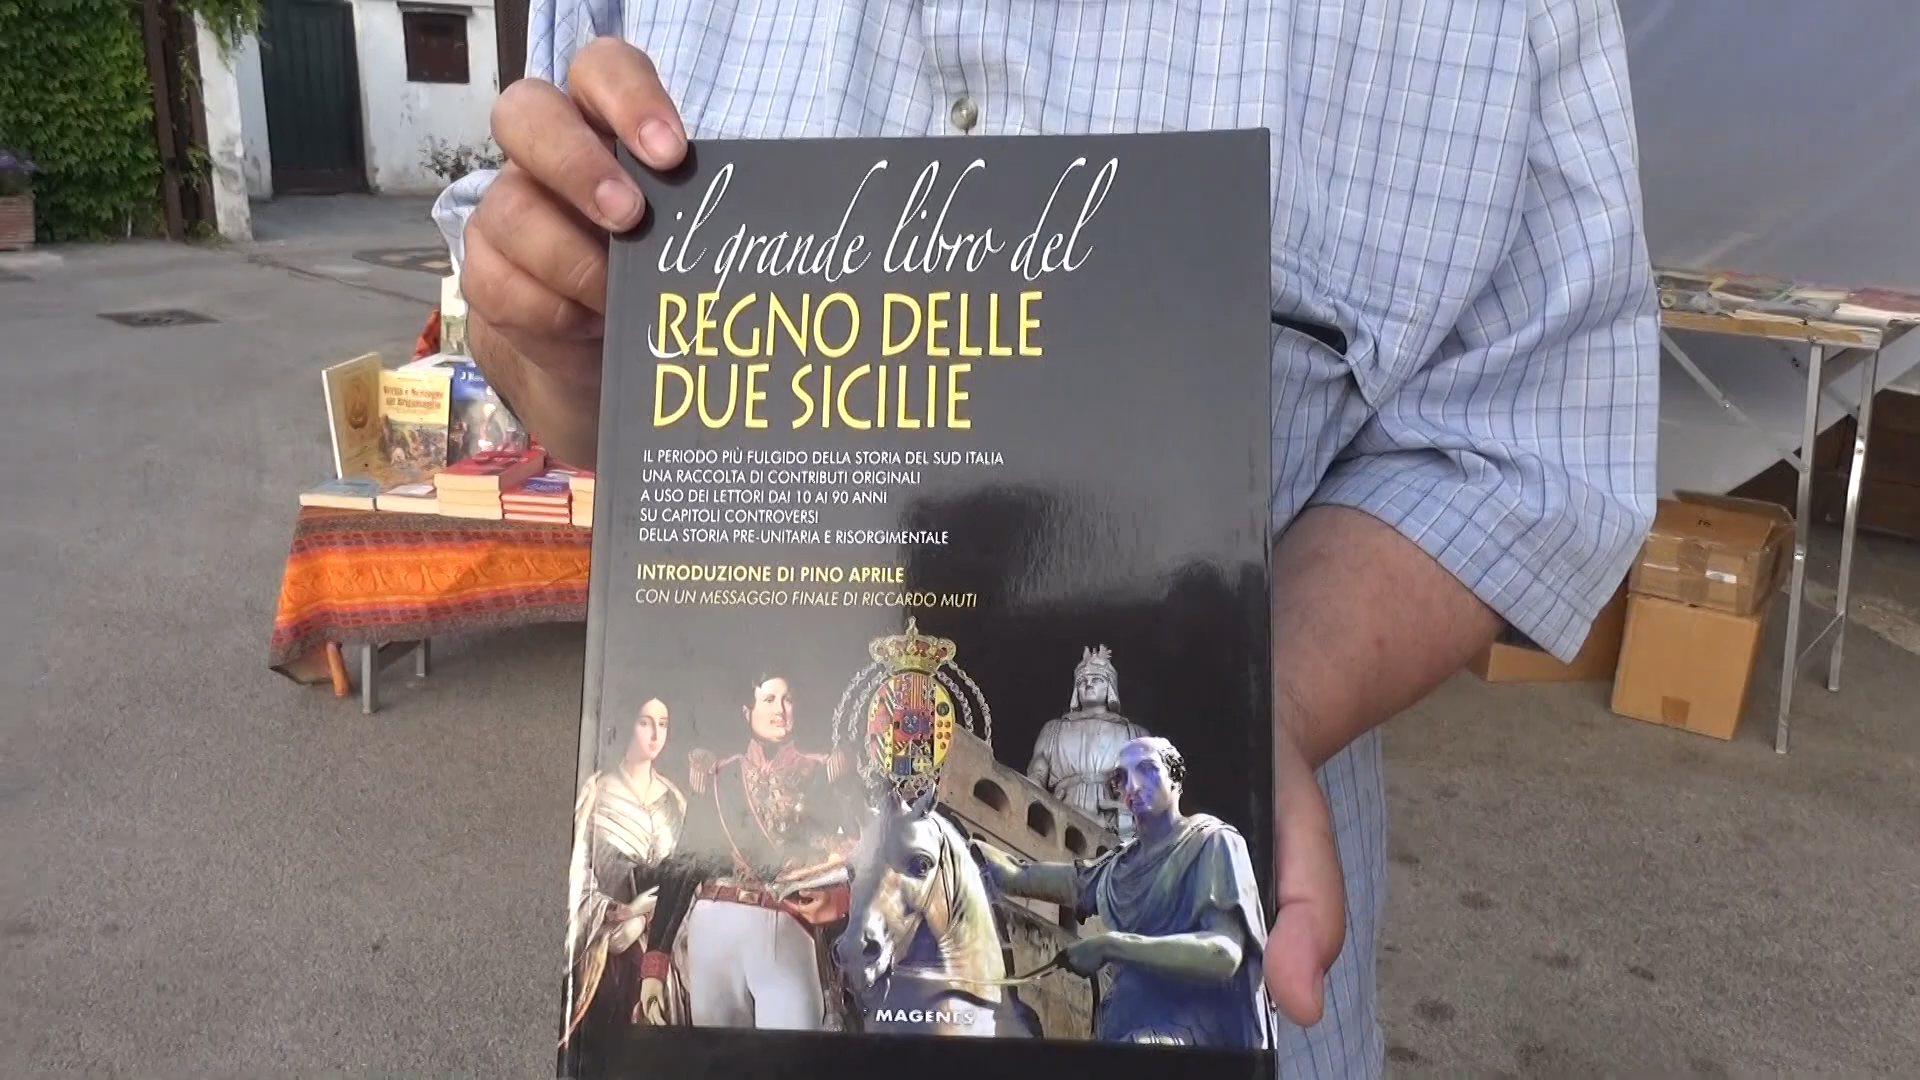 il grande libro del
REGNO DELLE
DUE SICILIE
IL PERIODO PIÙ FULGIDO DELLA STORIA DEL SUD ITALIA
UNA RACCOLTA DI CONTRIBUTI ORIGINALI
A USO DEI LETTORI DAI 10 AI 90 ANNI
SU CAPITOLI CONTROVERSI
DELLA STORIA PRE-UNITARIA E RISORGIMENTALE
INTRODUZIONE DI PINO APRILE
CON UN MESSAGGIO FINALE DI RICCARDO MUTI
MAGENES